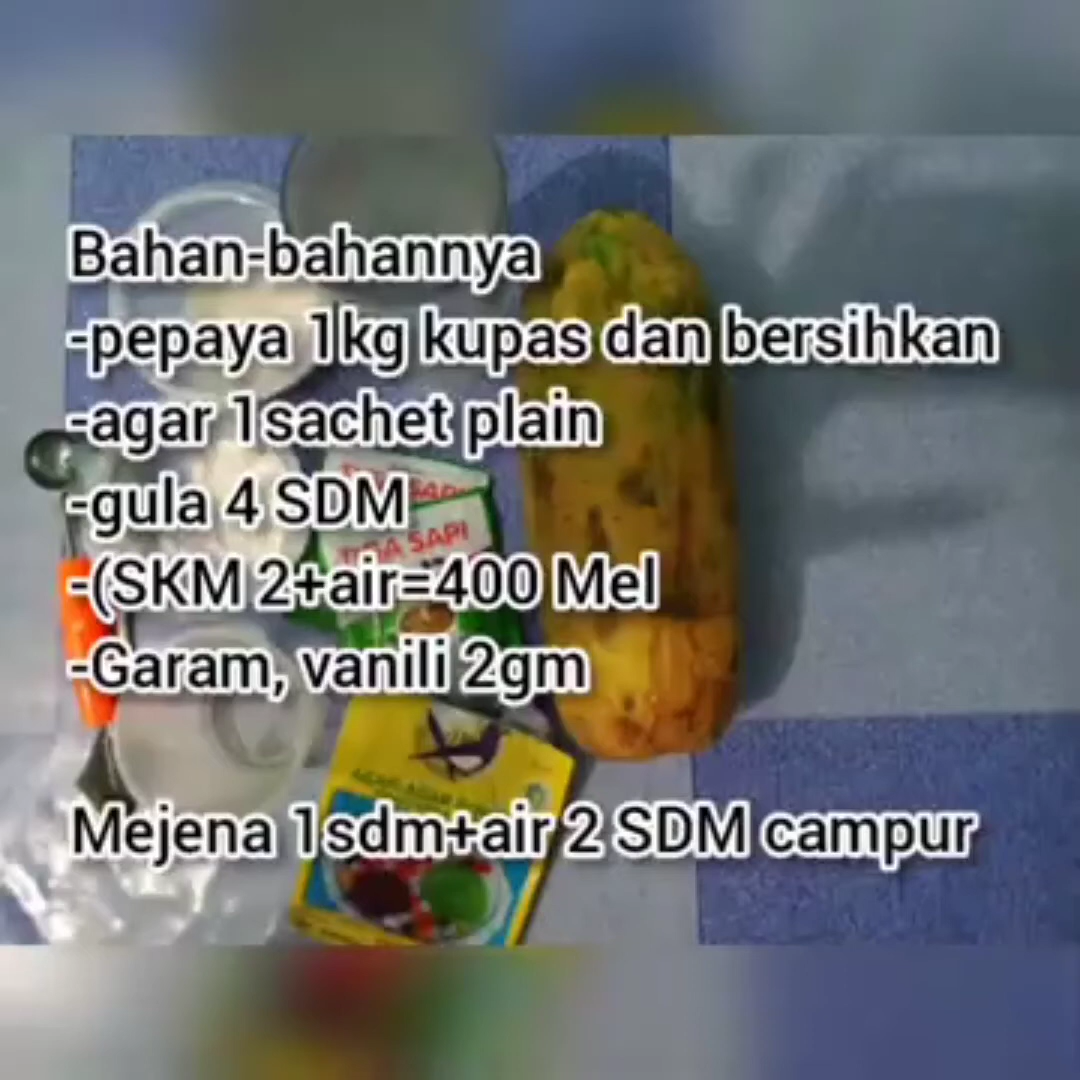 Bahan-bahannya
-pepaya 1kg kupas dan bersihkan
-agar 1sachet plain
-gula 4 SDM
-(SKM 2+air=400 Mel
-Garam, vanili 2gm
Mejena 1sdm+air 2 SDM campur
SAPI